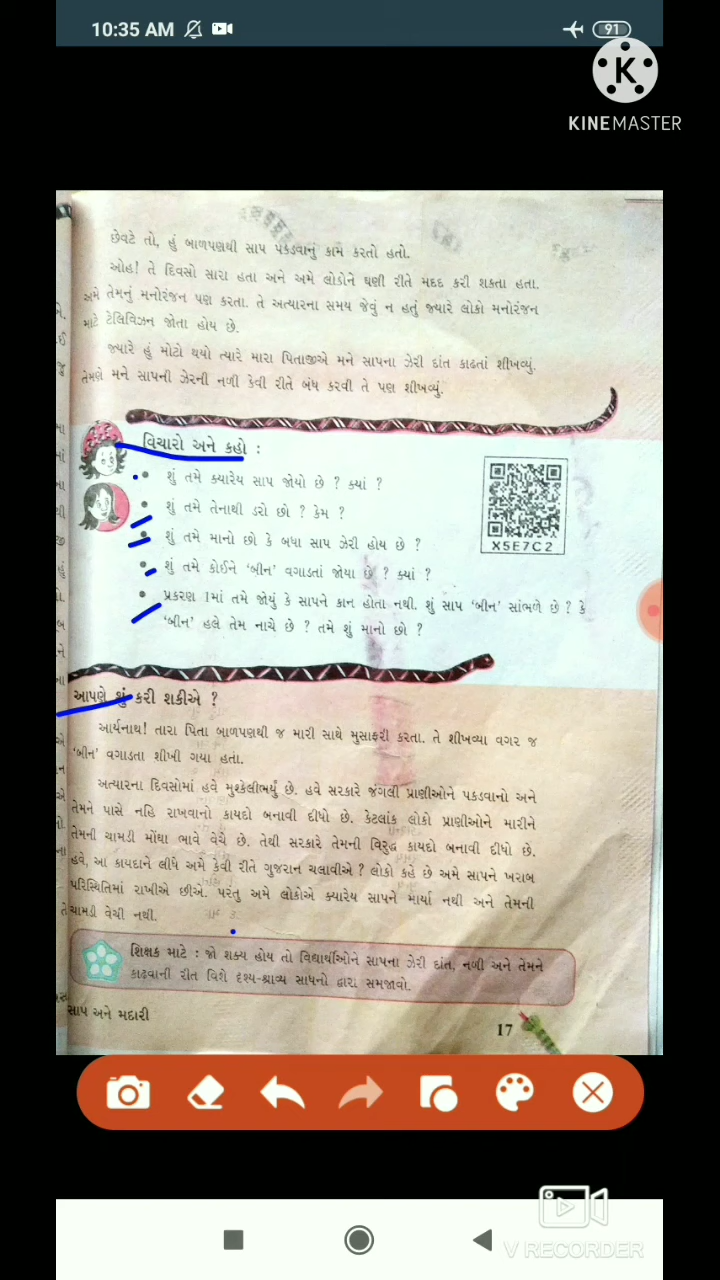 10:35 AM
91
K
KINEMASTER
છેવટે તો, હું બાળપણથી સાપ પકડવાનું કામ કરતો હતો.
ઓહ! તે દિવસો સારા હતા અને અમે લોકોને ઘણી રીતે મદદ કરી શકતા હતા.
અમે તેમનું મનોરંજન પણ કરતા. તે અત્યારના સમય જેવું ન હતું જ્યારે લોકો મનોરંજન
માટે ટેલિવિઝન જોતા હોય છે.
જ્યારે હું મોટો થયો ત્યારે મારા પિતાજીએ મને સાપના ઝેરી દાંત કાઢતાં શીખવ્યું.
તેમણે મને સાપની ઝેરની નળી કેવી રીતે બંધ કરવી તે પણ શીખવ્યું.
વિચારો અને કહો :
• શું તમે ક્યારેય સાપ જોયો છે ? ક્યાં ?
• શું તમે તેનાથી ડરો છો ? કેમ ?
• શું તમે માનો છો કે બધા સાપ ઝેરી હોય છે ?
• શું તમે કોઈને ‘બીન’ વગાડતાં જોયા છે ? ક્યાં ?
• પ્રકરણ 1માં તમે જોયું કે સાપને કાન હોતા નથી. શું સાપ ‘બીન’ સાંભળે છે ? કે
‘બીન’ હલે તેમ નાચે છે ? તમે શું માનો છો ?
X5E7C2
આપણે શું કરી શકીએ ?
આર્યનાથ! તારા પિતા બાળપણથી જ મારી સાથે મુસાફરી કરતા. તે શીખવ્યા વગર જ
‘બીન’ વગાડતા શીખી ગયા હતા.
અત્યારના દિવસોમાં હવે મુશ્કેલીભર્યું છે. હવે સરકારે જંગલી પ્રાણીઓને પકડવાનો અને
તેમને પાસે નહિ રાખવાનો કાયદો બનાવી દીધો છે. કેટલાંક લોકો પ્રાણીઓને મારીને
તેમની ચામડી મોંઘા ભાવે વેચે છે. તેથી સરકારે તેમની વિરુદ્ધ કાયદો બનાવી દીધો છે.
હવે, આ કાયદાને લીધે અમે કેવી રીતે ગુજરાન ચલાવીએ ? લોકો કહે છે અમે સાપને ખરાબ
પરિસ્થિતિમાં રાખીએ છીએ. પરંતુ અમે લોકોએ ક્યારેય સાપને માર્યા નથી અને તેમની
ચામડી વેચી નથી.
શિક્ષક માટે : જો શક્ય હોય તો વિદ્યાર્થીઓને સાપના ઝેરી દાંત, નળી અને તેમને
કાઢવાની રીત વિશે દૃશ્ય-શ્રાવ્ય સાધનો દ્વારા સમજાવો.
સાપ અને મદારી
17
V RECORDER